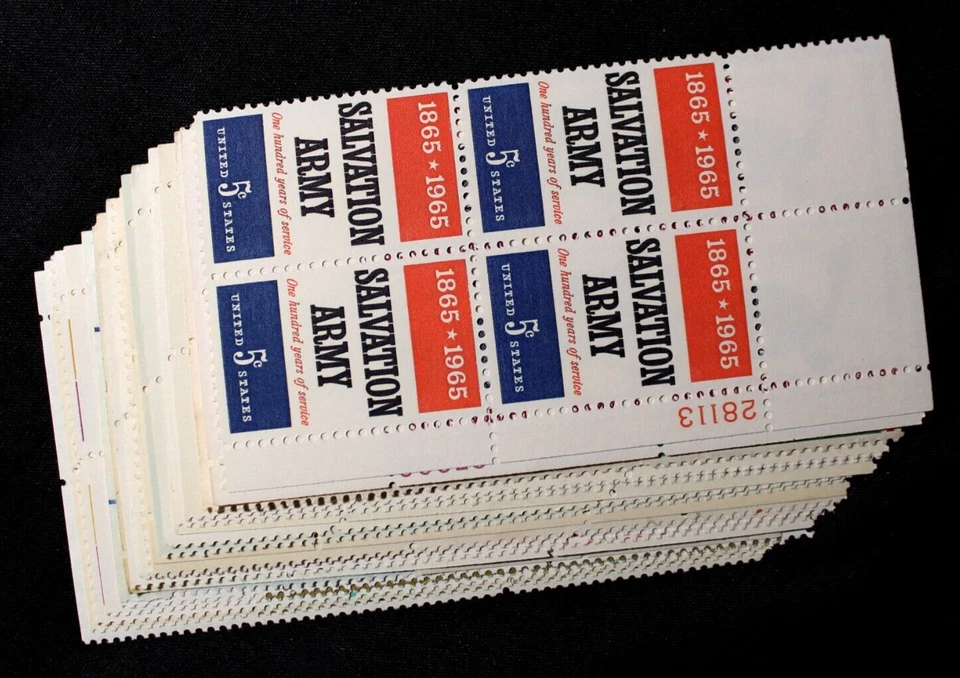 1865★1965
SALVATION
ARMY
One hundred years of service
UNITED 5c STATES
1865★1965
SALVATION
ARMY
One hundred years of service
UNITED 5c STATES
1865★1965
SALVATION
ARMY
One hundred years of service
UNITED 5c STATES
1865★1965
SALVATION
ARMY
One hundred years of service
UNITED 5c STATES
28113